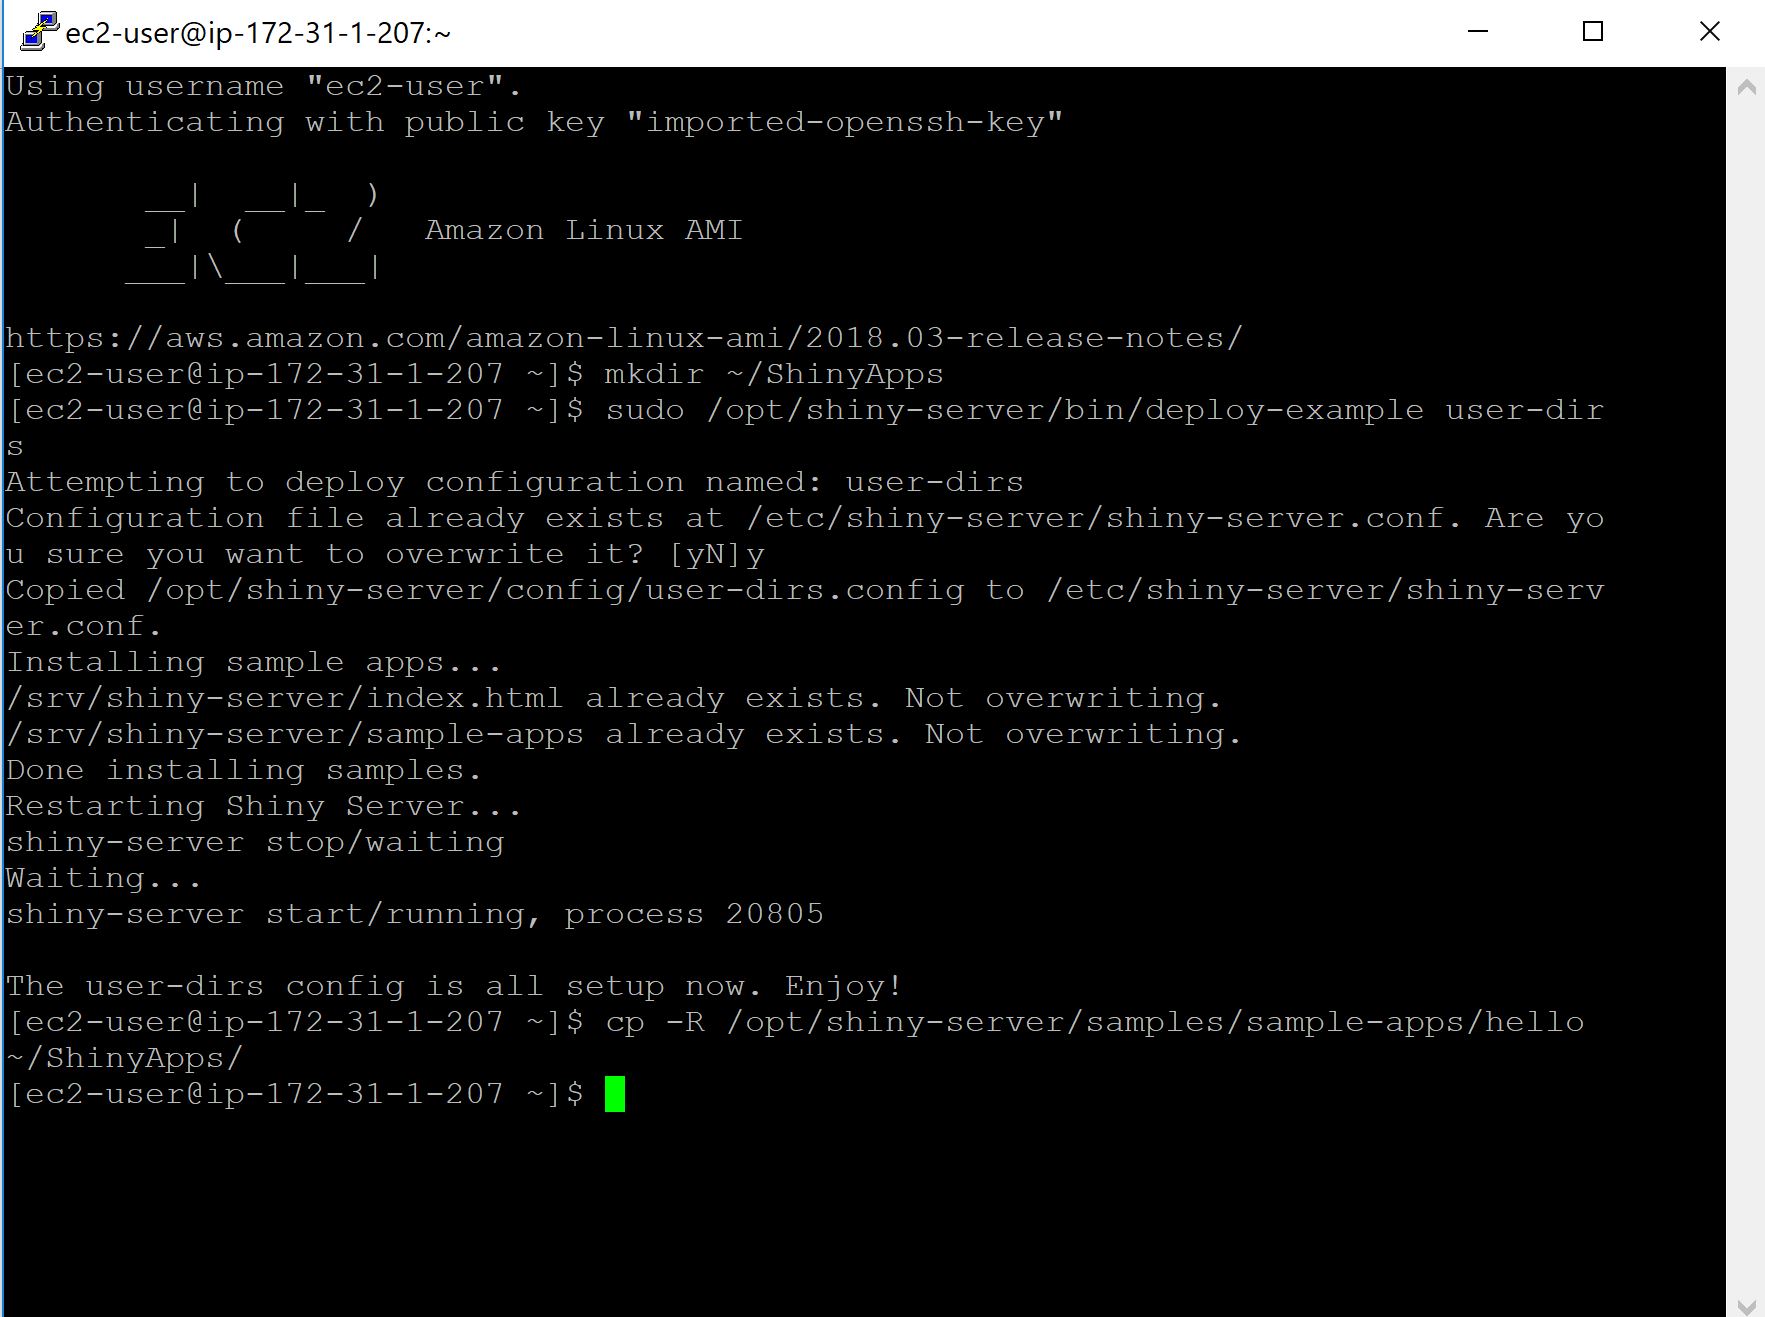 ec2-user@ip-172-31-1-207:~
Using username "ec2-user".
Authenticating with public key "imported-openssh-key"
       __|  __|_  )
       _|  (     /   Amazon Linux AMI
      ___|\___|___|
https://aws.amazon.com/amazon-linux-ami/2018.03-release-notes/
[ec2-user@ip-172-31-1-207 ~]$ mkdir ~/ShinyApps
[ec2-user@ip-172-31-1-207 ~]$ sudo /opt/shiny-server/bin/deploy-example user-dir
s
Attempting to deploy configuration named: user-dirs
Configuration file already exists at /etc/shiny-server/shiny-server.conf. Are yo
u sure you want to overwrite it? [yN]y
Copied /opt/shiny-server/config/user-dirs.config to /etc/shiny-server/shiny-serv
er.conf.
Installing sample apps...
/srv/shiny-server/index.html already exists. Not overwriting.
/srv/shiny-server/sample-apps already exists. Not overwriting.
Done installing samples.
Restarting Shiny Server...
shiny-server stop/waiting
Waiting...
shiny-server start/running, process 20805
The user-dirs config is all setup now. Enjoy!
[ec2-user@ip-172-31-1-207 ~]$ cp -R /opt/shiny-server/samples/sample-apps/hello
~/ShinyApps/
[ec2-user@ip-172-31-1-207 ~]$